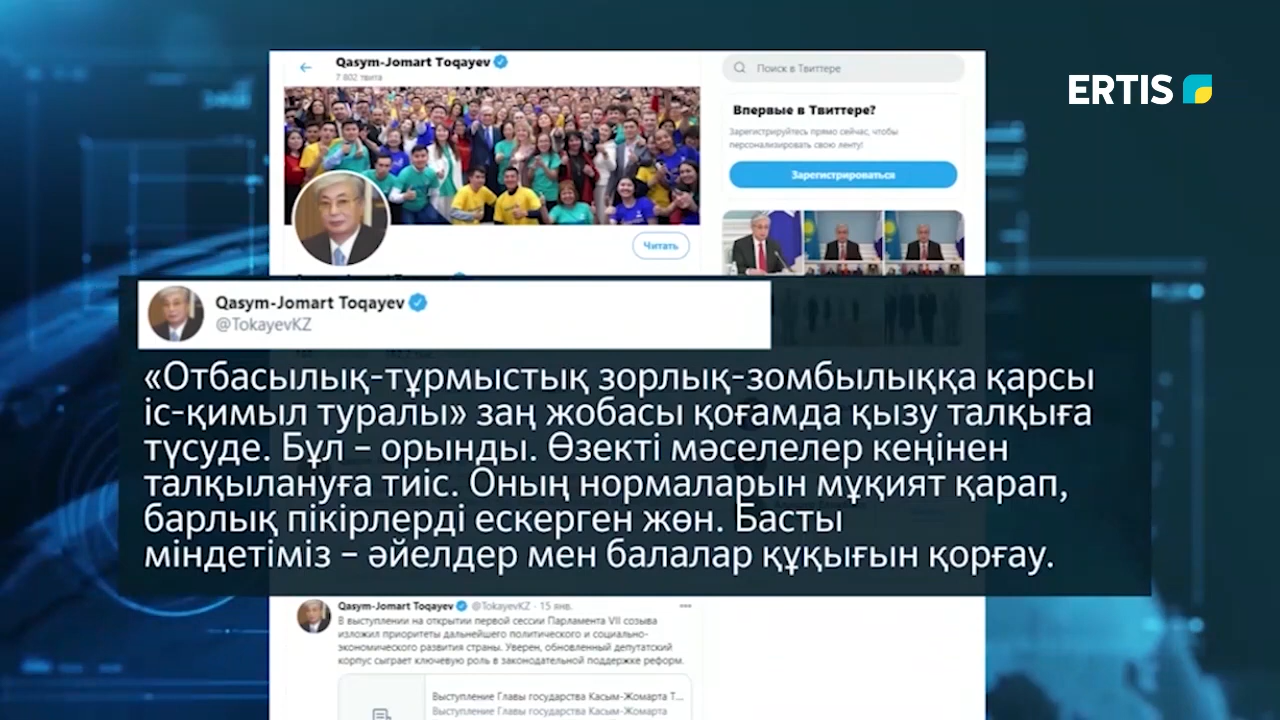 Qasym-Jomart Toqayev
7 802 твита
Поиск в Твиттере
ERTIS
Впервые в Твиттере?
Зарегистрируйтесь прямо сейчас, чтобы
персонализировать свою ленту!
Зарегистрироваться
Читать
Qasym-Jomart Toqayev
@TokayevKZ
«Отбасылық-тұрмыстық зорлық-зомбылыққа қарсы
іс-қимыл туралы» заң жобасы қоғамда қызу талқыға
түсуде. Бұл – орынды. Өзекті мәселелер кеңінен
талқылануға тиіс. Оның нормаларын мұқият қарап,
барлық пікірлерді ескерген жөн. Басты
міндетіміз – әйелдер мен балалар құқығын қорғау.
Qasym-Jomart Toqayev @TokayevKZ · 15 янв.
В выступлении на открытии первой сессии Парламента VII созыва
изложил приоритеты дальнейшего политического и социально-
экономического развития страны. Уверен, обновленный депутатский
корпус сыграет ключевую роль в законодательной поддержке реформ.
Выступление Главы государства Касым-Жомарта Т...
Выступление Главы государства Касым-Жомарта